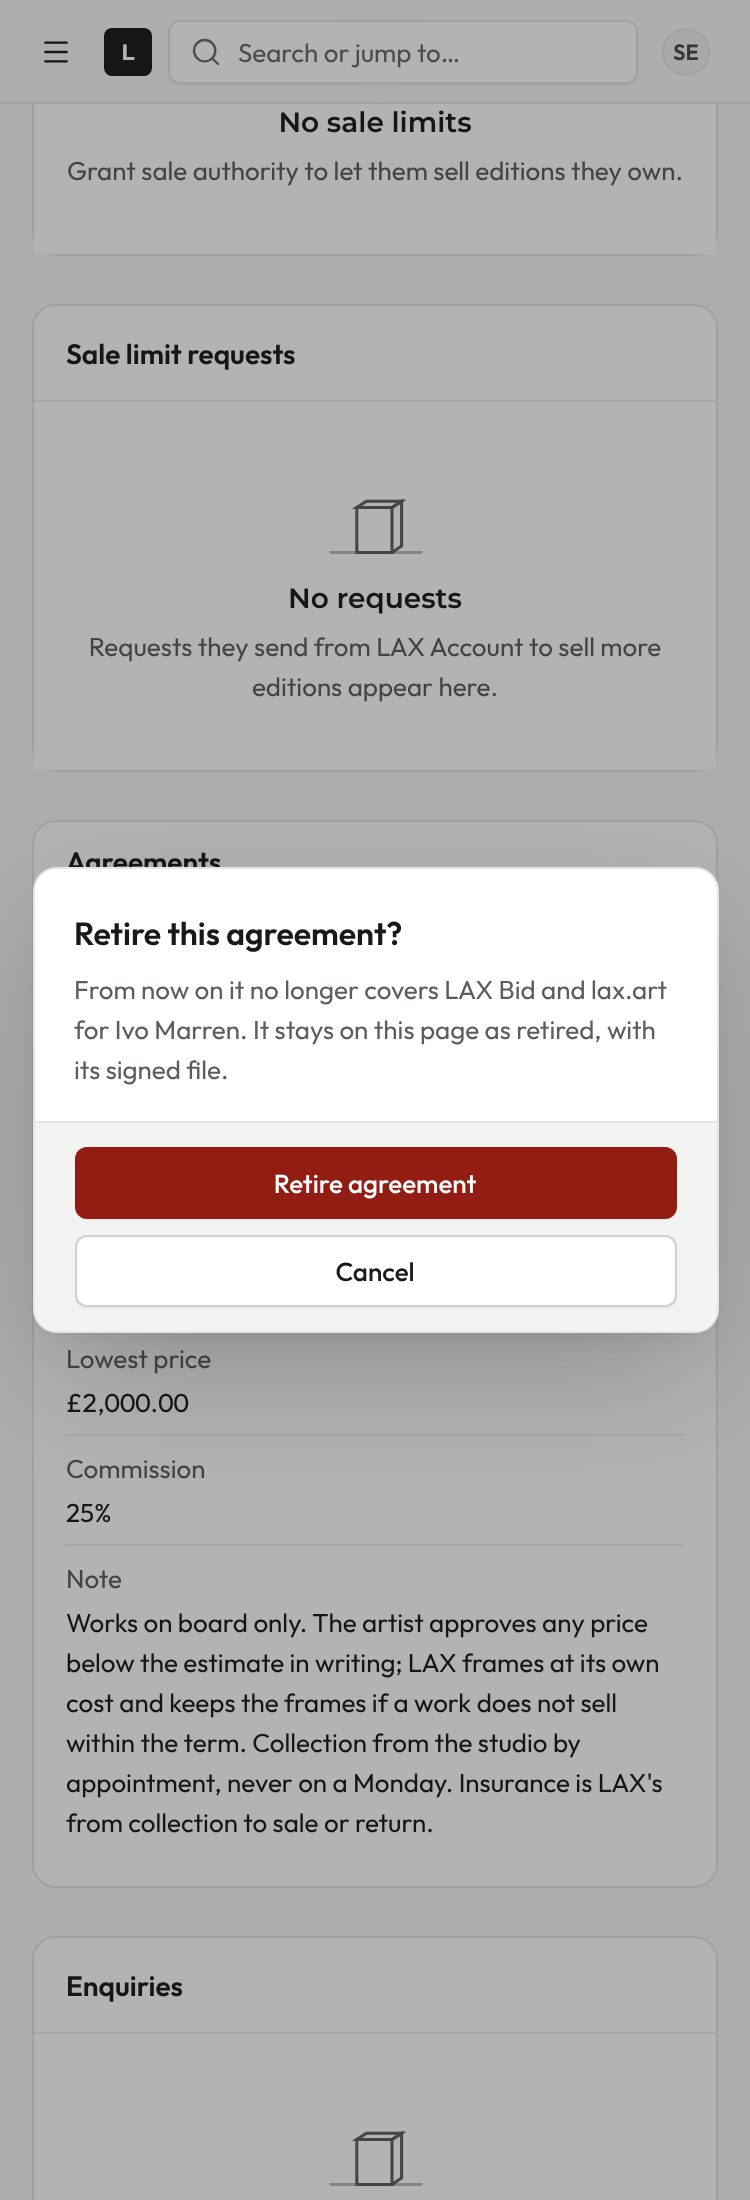 L
Search or jump to...
SE
No sale limits
Grant sale authority to let them sell editions they own.
Sale limit requests
No requests
Requests they send from LAX Account to sell more
editions appear here.
Agreements
Retire this agreement?
From now on it no longer covers LAX Bid and lax.art
for Ivo Marren. It stays on this page as retired, with
its signed file.
Retire agreement
Cancel
Lowest price
£2,000.00
Commission
25%
Note
Works on board only. The artist approves any price
below the estimate in writing; LAX frames at its own
cost and keeps the frames if a work does not sell
within the term. Collection from the studio by
appointment, never on a Monday. Insurance is LAX's
from collection to sale or return.
Enquiries